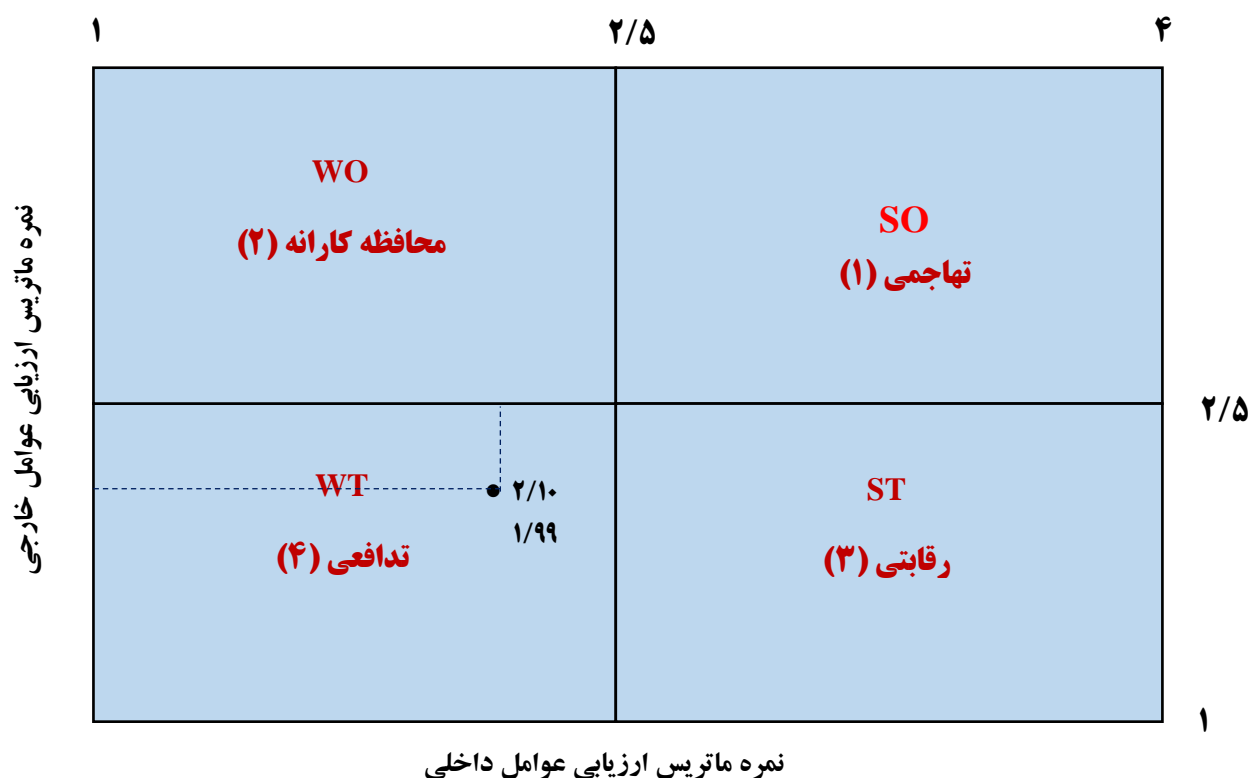 ۱
۲/۵
۴
WO
محافظه کارانه (۲)
SO
تهاجمی (۱)
نمره ماتریس ارزیابی عوامل خارجی
۲/۵
WT
۲/۱۰
۱/۹۹
تدافعی (۴)
ST
رقابتی (۳)
۱
نمره ماتریس ارزیابی عوامل داخلی